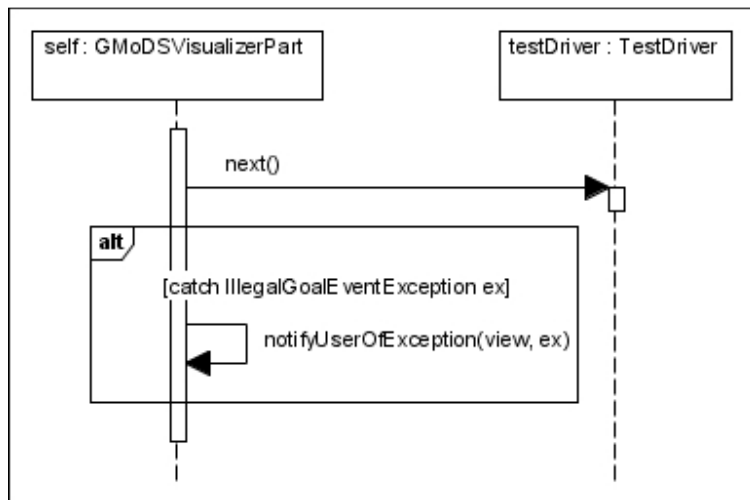 self : GMoDSVisualizerPart
testDriver : TestDriver
next()
alt
[catch IllegalGoalEventException ex]
notifyUserOfException(view, ex)